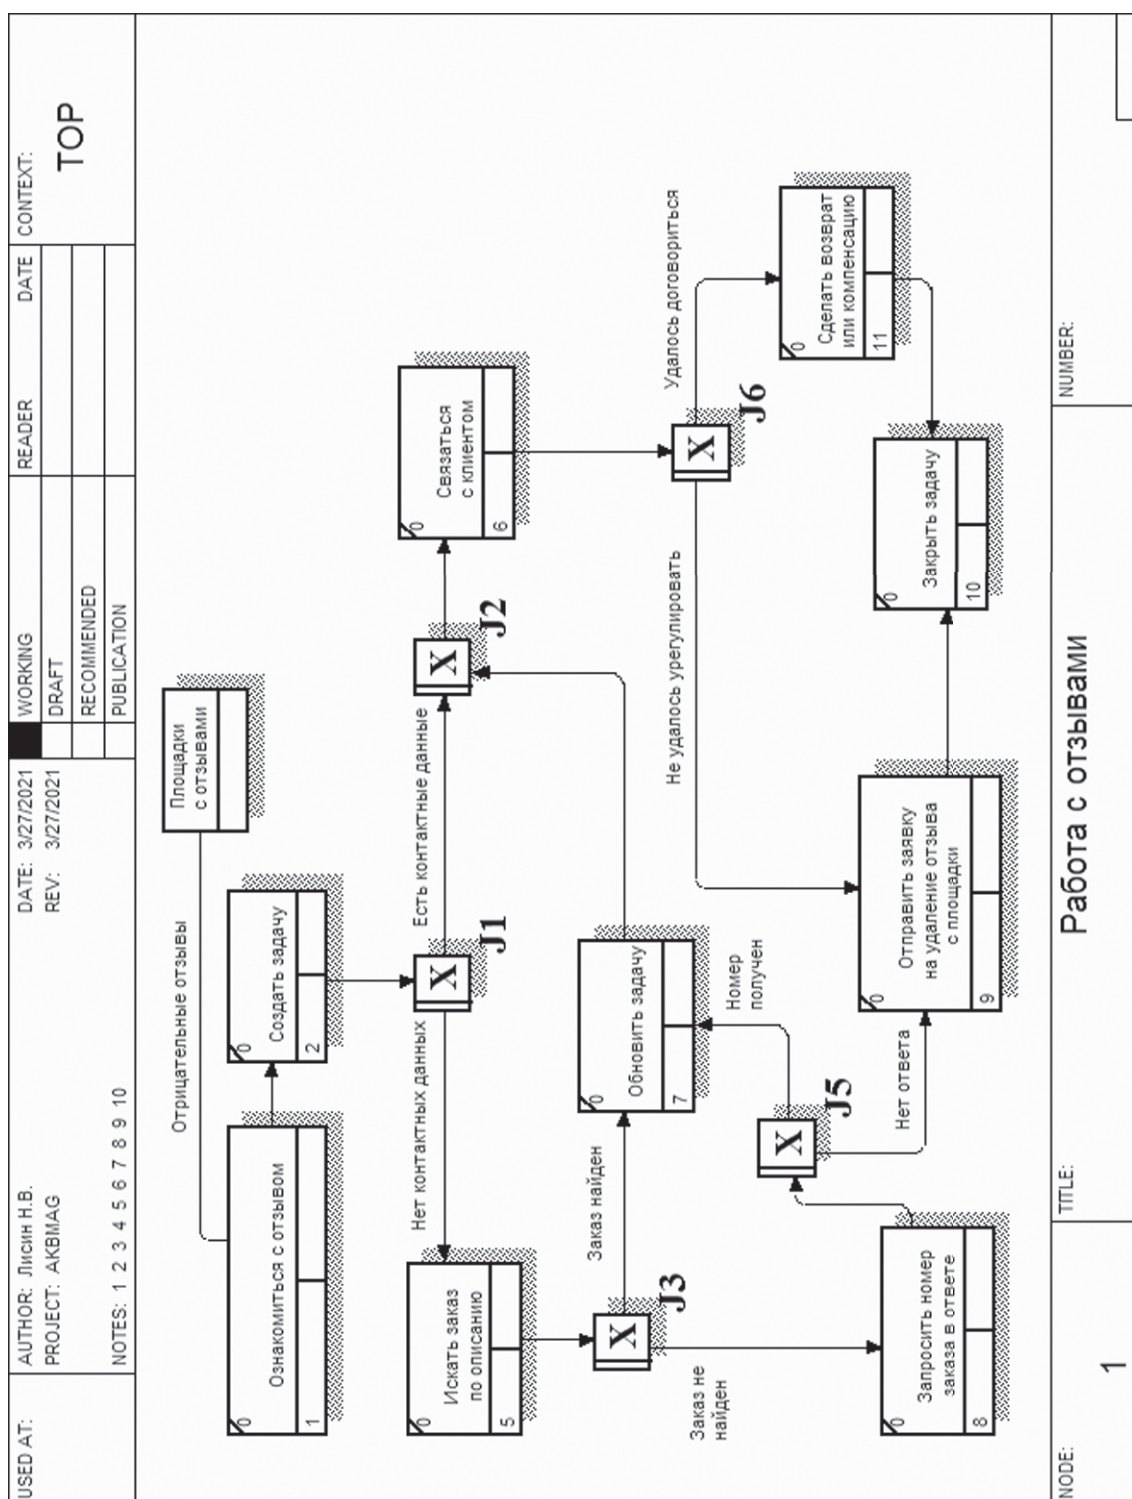 USED AT:
AUTHOR: Лисин Н.В.
DATE: 3/27/2021
WORKING
READER
DATE
CONTEXT:
PROJECT: AKBMAG
REV: 3/27/2021
DRAFT
TOP
RECOMMENDED
NOTES: 1 2 3 4 5 6 7 8 9 10
PUBLICATION
Площадки
с отзывами
Отрицательные отзывы
0
Ознакомиться с отзывом
1
0
Создать задачу
2
J1
X
Нет контактных данных
Есть контактные данные
X
J2
0
Связаться
с клиентом
6
0
Искать заказ
по описанию
5
X
J3
Заказ найден
Заказ не
найден
0
Обновить задачу
7
Номер
получен
X
J5
Нет ответа
0
Запросить номер
заказа в ответе
8
Не удалось урегулировать
X
J6
Удалось договориться
0
Сделать возврат
или компенсацию
11
0
Отправить заявку
на удаление отзыва
с площадки
9
0
Закрыть задачу
10
NODE:
1
TITLE:
Работа с отзывами
NUMBER: